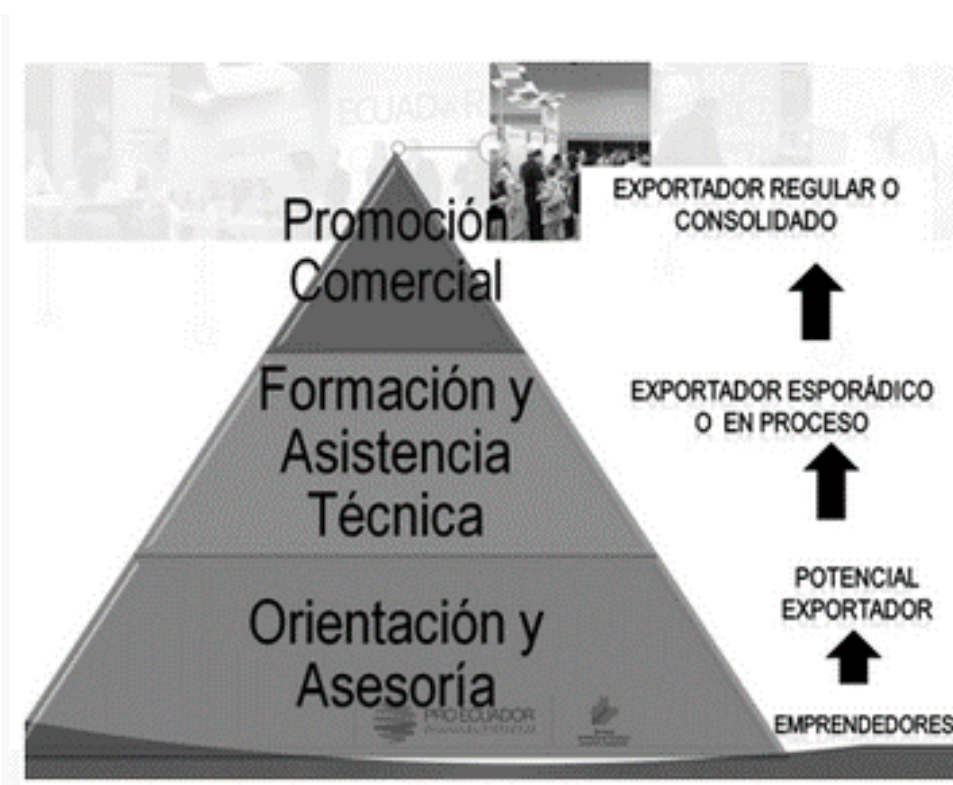 ECUADOR
Promoción
Comercial
EXPORTADOR REGULAR O
CONSOLIDADO
Formación y
Asistencia
Técnica
EXPORTADOR ESPORÁDICO
O EN PROCESO
Orientación y
Asesoría
POTENCIAL
EXPORTADOR
EMPRENDEDORES
PRO ECUADOR